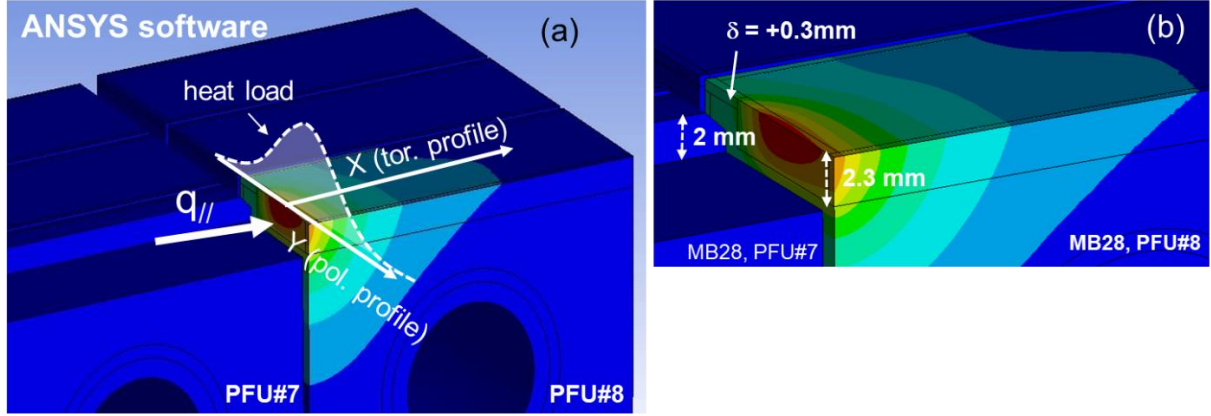 ANSYS software
(a)
heat load
X (tor. profile)
q//
Y (pol. profile)
PFU#7
PFU#8
(b)
δ = +0.3mm
2 mm
2.3 mm
MB28, PFU#7
MB28, PFU#8